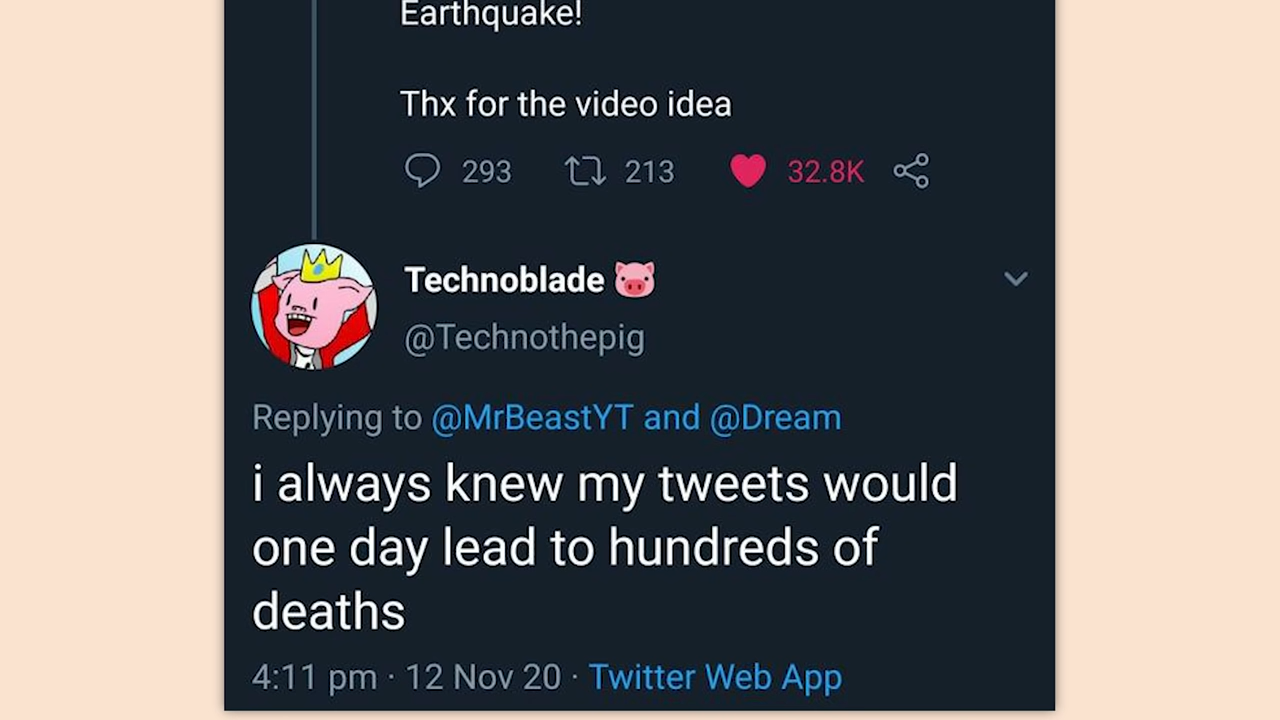 Earthquake!
Thx for the video idea
293 213 32.8K
Technoblade 🐷
@Technothepig
Replying to @MrBeastYT and @Dream
i always knew my tweets would
one day lead to hundreds of
deaths
4:11 pm · 12 Nov 20 · Twitter Web App